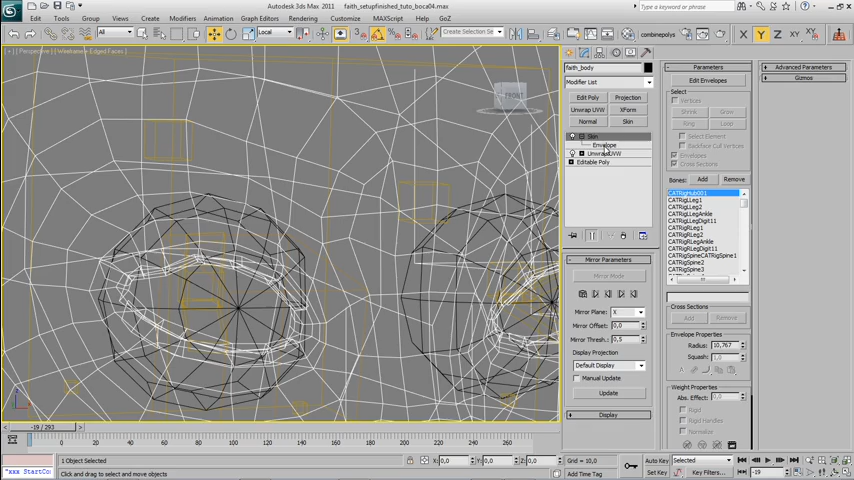 Autodesk 3ds Max 2011
faith_setupfinished_tuto_boca04.max
Type a keyword or phrase
Edit Tools Group Views Create Modifiers Animation Graph Editors Rendering Customize MAXScript Help GoZ
All
Local
Create Selection Se
combinepolys
X Y Z XY
[ + ] [ Perspective ] [ Wireframe + Edged Faces ]
FRONT
faith_body
Modifier List
Edit Poly Projection
Unwrap UVW XForm
Normal Skin
Skin
Envelope
Unwrap UVW
Editable Poly
Mirror Parameters
Mirror Mode
Mirror Plane: X
Mirror Offset: 0,0
Mirror Thresh.: 0,5
Display Projection
Default Display
Manual Update
Update
Display
Parameters
Edit Envelopes
Select
Vertices
Shrink Grow
Ring Loop
Select Element
Backface Cull Vertices
Envelopes
Cross Sections
Bones: Add Remove
CATRigHub001
CATRigLLeg1
CATRigLLeg2
CATRigLLegAnkle
CATRigLLegDigit11
CATRigRLeg1
CATRigRLeg2
CATRigRLegAnkle
CATRigRLegDigit11
CATRigSpineCATRigSpine1
CATRigSpine2
CATRigSpine3
Cross Sections
Add Remove
Envelope Properties
Radius: 10,767
Squash: 1,0
Weight Properties
Abs. Effect: 0,0
Rigid
Rigid Handles
Normalize
Advanced Parameters
Gizmos
-19 / 293
0 20 40 60 80 100 120 140 160 180 200 220 240 260
"xxx StartCo
1 Object Selected
Click and drag to select and move objects
X: 0,0 Y: 0,0 Z: 0,0
Grid = 10,0
Add Time Tag
Auto Key Selected
Set Key Key Filters...
-19